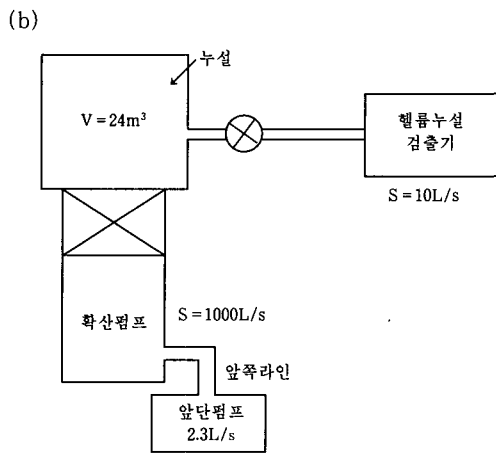 (b)
누설
V = 24m³
헬륨누설
검출기
S = 10L/s
확산펌프
S = 1000L/s
앞쪽라인
앞단펌프
2.3L/s